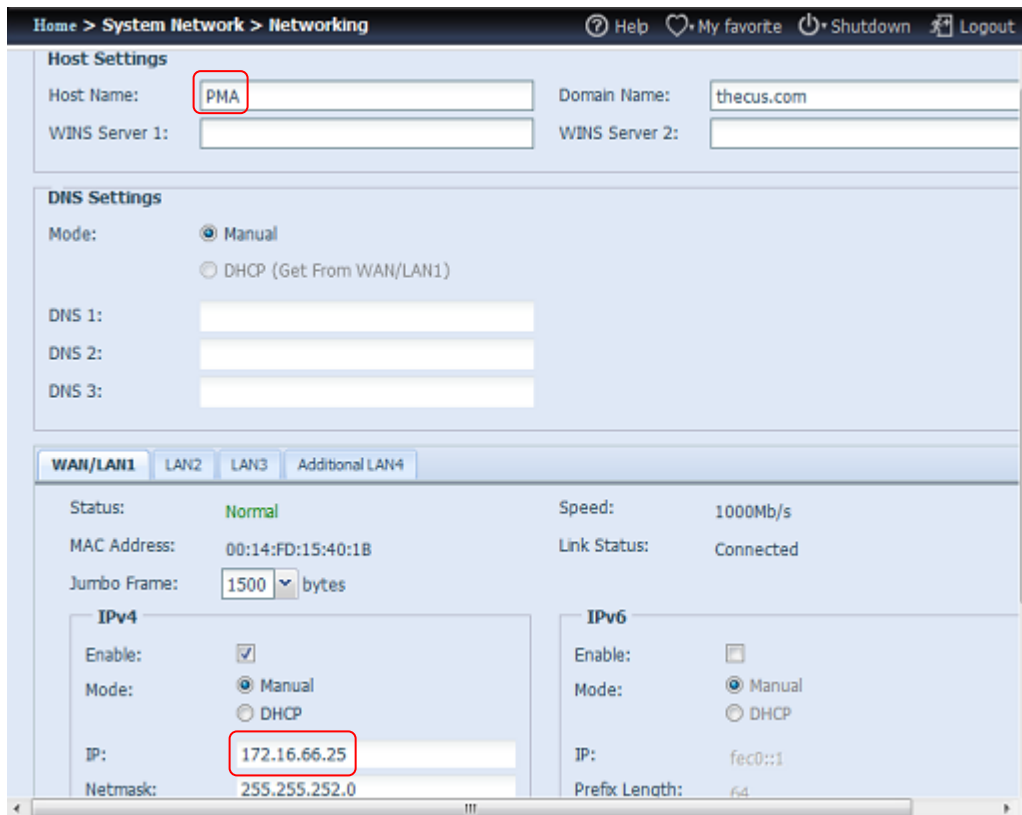 Home > System Network > Networking Help My favorite Shutdown Logout
Host Settings
Host Name: PMA Domain Name: thecus.com
WINS Server 1: WINS Server 2:
DNS Settings
Mode: Manual
DHCP (Get From WAN/LAN1)
DNS 1:
DNS 2:
DNS 3:
WAN/LAN1 LAN2 LAN3 Additional LAN4
Status: Normal Speed: 1000Mb/s
MAC Address: 00:14:FD:15:40:1B Link Status: Connected
Jumbo Frame: 1500 bytes
IPv4 IPv6
Enable: Enable:
Mode: Manual Mode: Manual
DHCP DHCP
IP: 172.16.66.25 IP: fec0::1
Netmask: 255.255.252.0 Prefix Length: 64